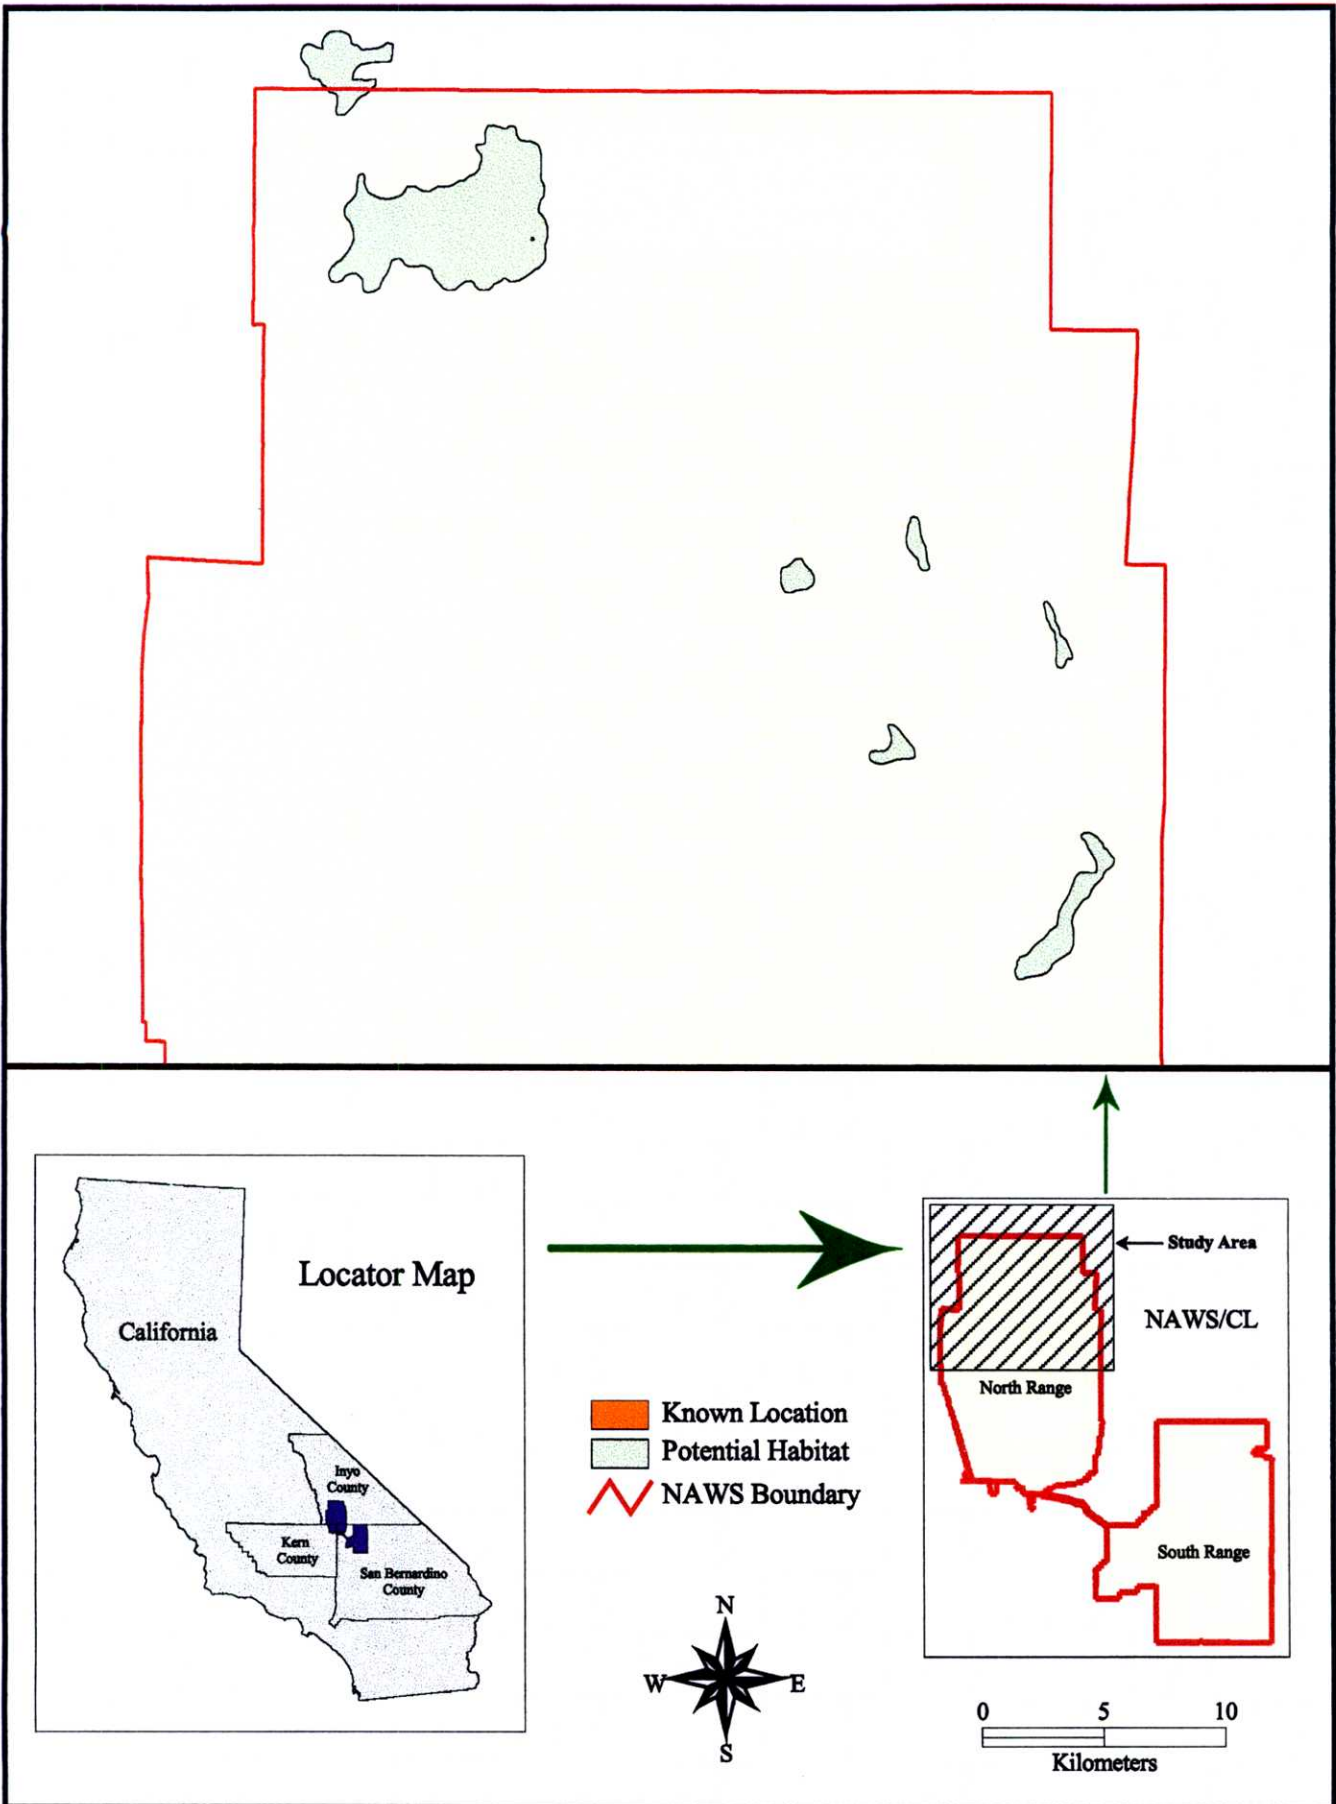 Locator Map
California
Inyo
County
Kern
County
San Bernardino
County
Known Location
Potential Habitat
NAWS Boundary
N
W E
S
Study Area
NAWS/CL
North Range
South Range
0 5 10
Kilometers